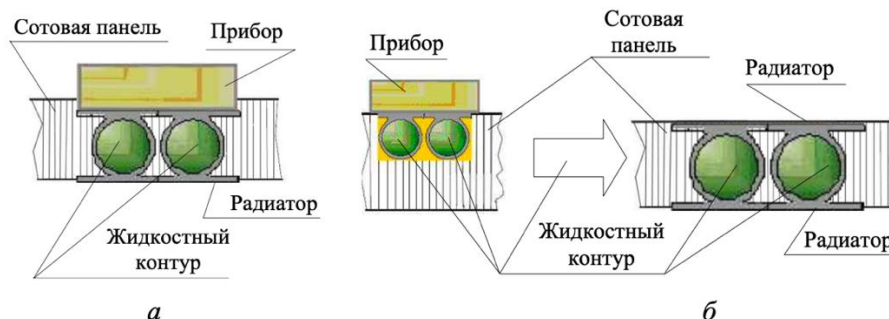 Сотовая панель
Прибор
Радиатор
Жидкостный
контур
а
Прибор
Сотовая
панель
Радиатор
Жидкостный
контур
Радиатор
б